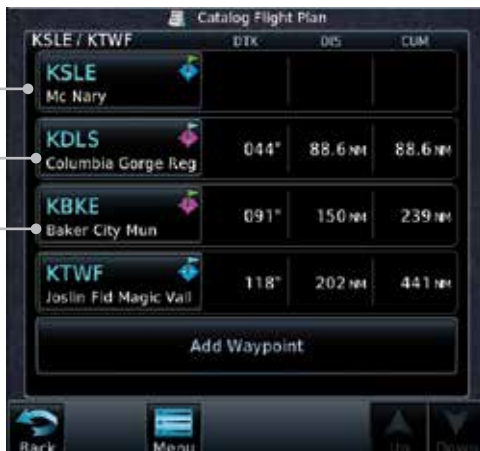 Catalog Flight Plan
KSLE / KTWF DTK DIS CUM
KSLE
Mc Nary
KDLS
Columbia Gorge Reg
044° 88.6 NM 88.6 NM
KBKE
Baker City Mun
091° 150 NM 239 NM
KTWF
Joslin Fld Magic Vall
118° 202 NM 441 NM
Add Waypoint
Back Menu Up Down